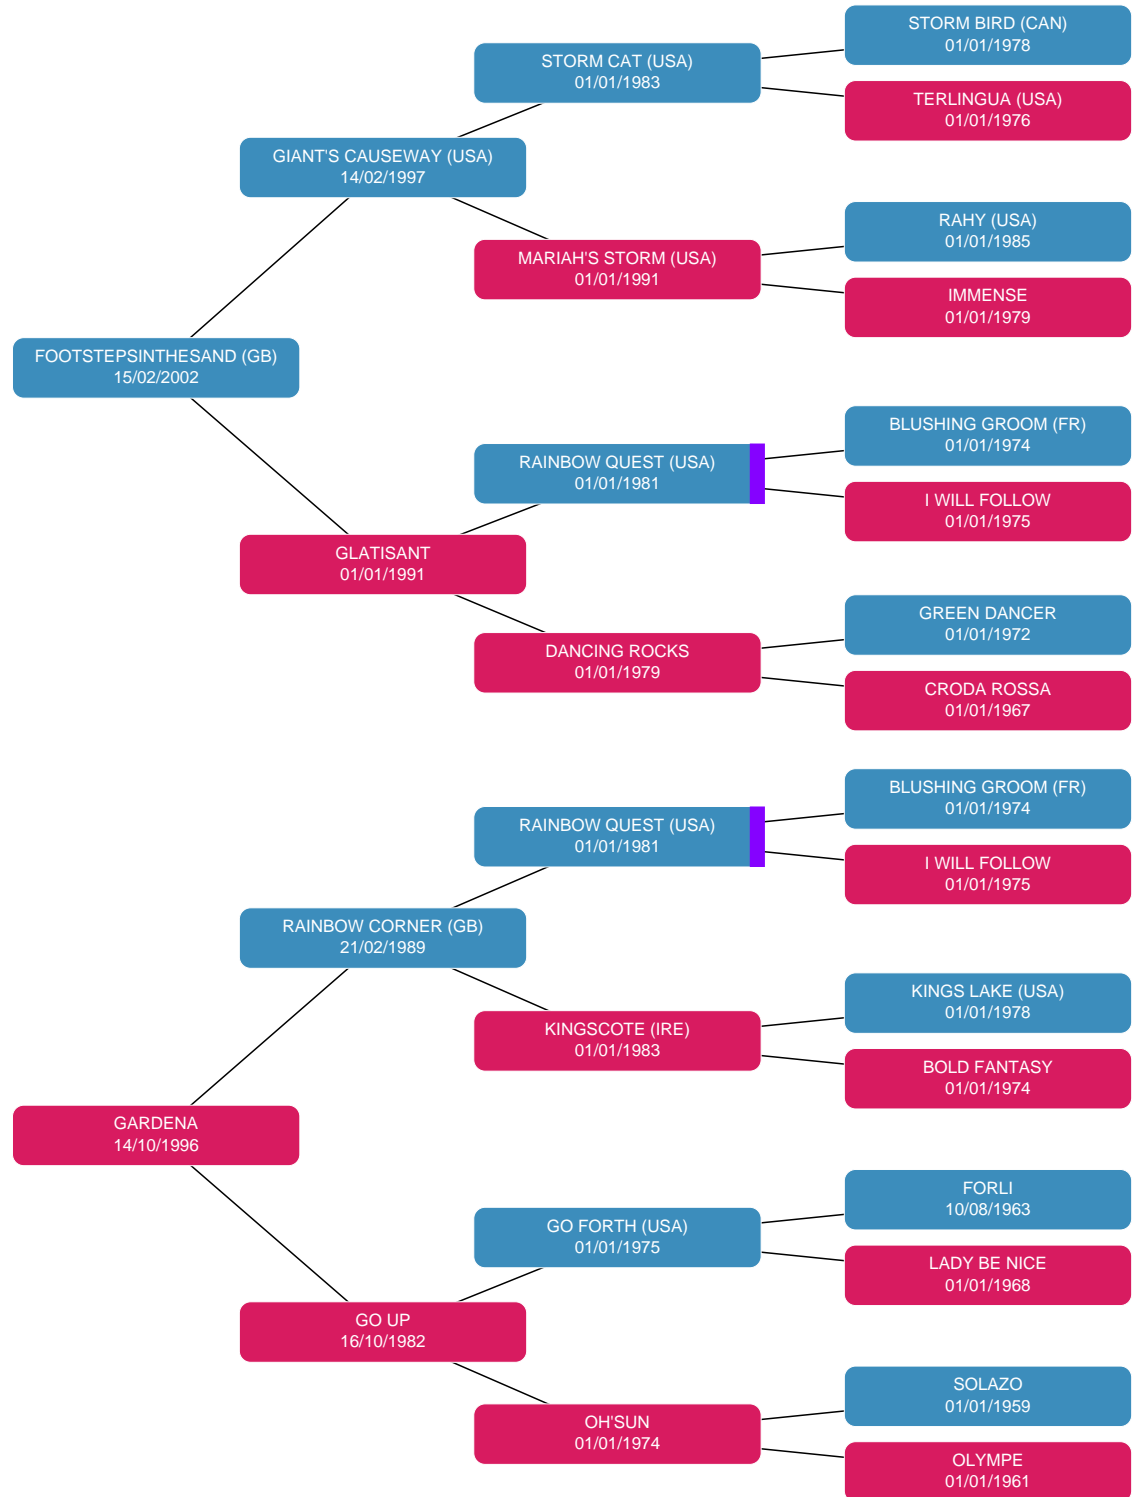 STORM BIRD (CAN)
01/01/1978
STORM CAT (USA)
01/01/1983
TERLINGUA (USA)
01/01/1976
GIANT'S CAUSEWAY (USA)
14/02/1997
RAHY (USA)
01/01/1985
MARIAH'S STORM (USA)
01/01/1991
IMMENSE
01/01/1979
FOOTSTEPSINTHESAND (GB)
15/02/2002
BLUSHING GROOM (FR)
01/01/1974
RAINBOW QUEST (USA)
01/01/1981
I WILL FOLLOW
01/01/1975
GLATISANT
01/01/1991
GREEN DANCER
01/01/1972
DANCING ROCKS
01/01/1979
CRODA ROSSA
01/01/1967
BLUSHING GROOM (FR)
01/01/1974
RAINBOW QUEST (USA)
01/01/1981
I WILL FOLLOW
01/01/1975
RAINBOW CORNER (GB)
21/02/1989
KINGS LAKE (USA)
01/01/1978
KINGSCOTE (IRE)
01/01/1983
BOLD FANTASY
01/01/1974
GARDENA
14/10/1996
FORLI
10/08/1963
GO FORTH (USA)
01/01/1975
LADY BE NICE
01/01/1968
GO UP
16/10/1982
SOLAZO
01/01/1959
OH'SUN
01/01/1974
OLYMPE
01/01/1961